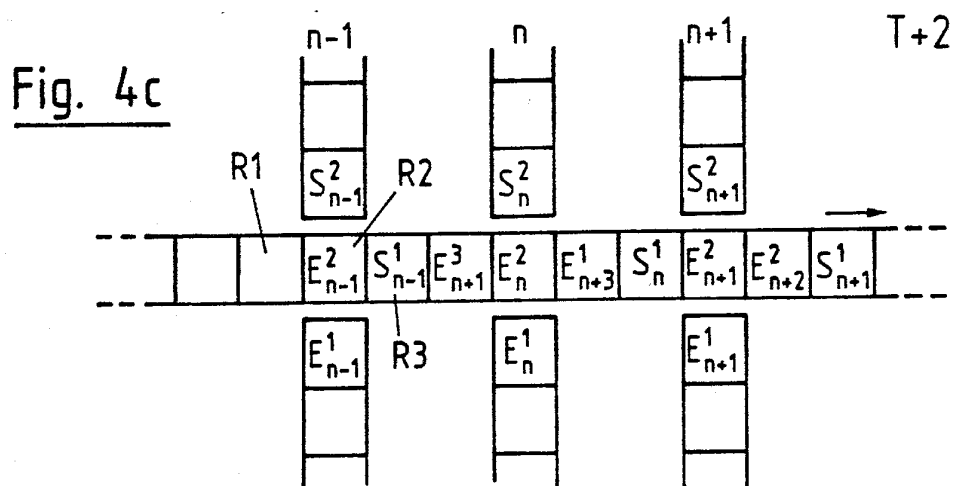 n-1 n n+1 T+2
Fig. 4c
R1 R2
S²ₙ₋₁ S²ₙ S²ₙ₊₁
E²ₙ₋₁ S¹ₙ₋₁ E³ₙ₊₁ E²ₙ E¹ₙ₊₃ S¹ₙ E²ₙ₊₁ E²ₙ₊₂ S¹ₙ₊₁
E¹ₙ₋₁ R3 E¹ₙ E¹ₙ₊₁